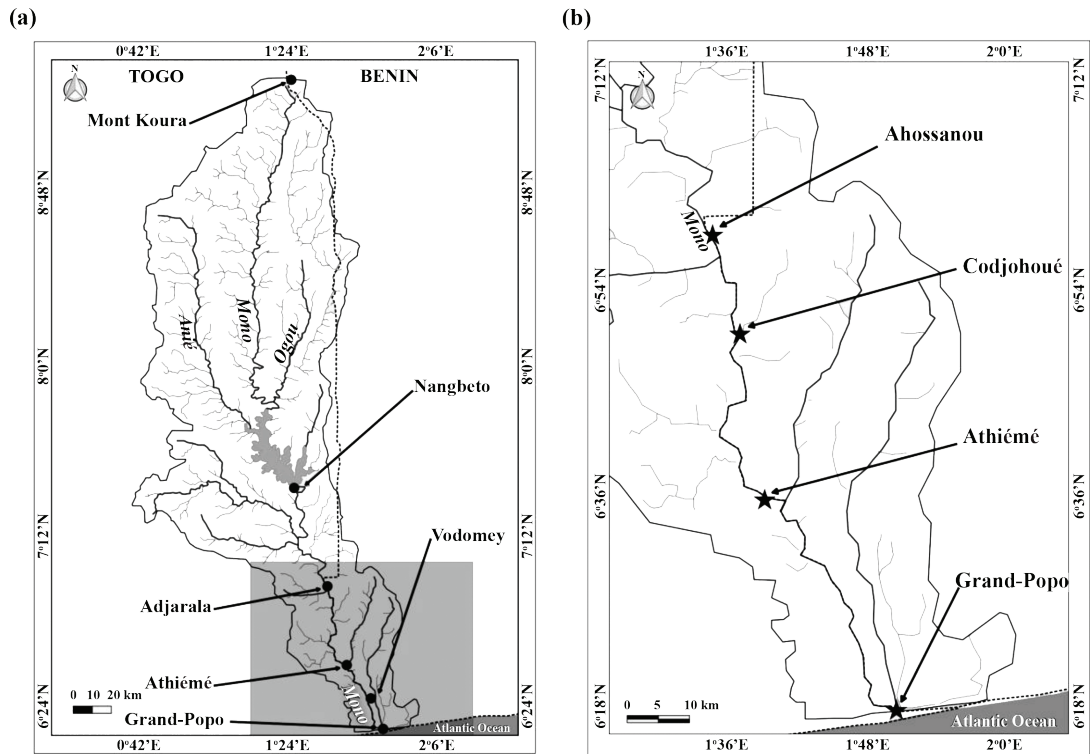 (a)
0°42'E 1°24'E 2°6'E
TOGO BENIN
Mont Koura
8°48'N 8°48'N
Anié
Mono
Ogou
8°0'N 8°0'N
Nangbeto
7°12'N 7°12'N
Vodomey
Adjarala
Athiémé
Mono
0 10 20 km
Grand-Popo
6°24'N 6°24'N
Atlantic Ocean
0°42'E 1°24'E 2°6'E
(b)
1°36'E 1°48'E 2°0'E
7°12'N 7°12'N
Ahossanou
Mono
Codjohoué
6°54'N 6°54'N
Athiémé
6°36'N 6°36'N
Grand-Popo
6°18'N 6°18'N
0 5 10 km
Atlantic Ocean
1°36'E 1°48'E 2°0'E